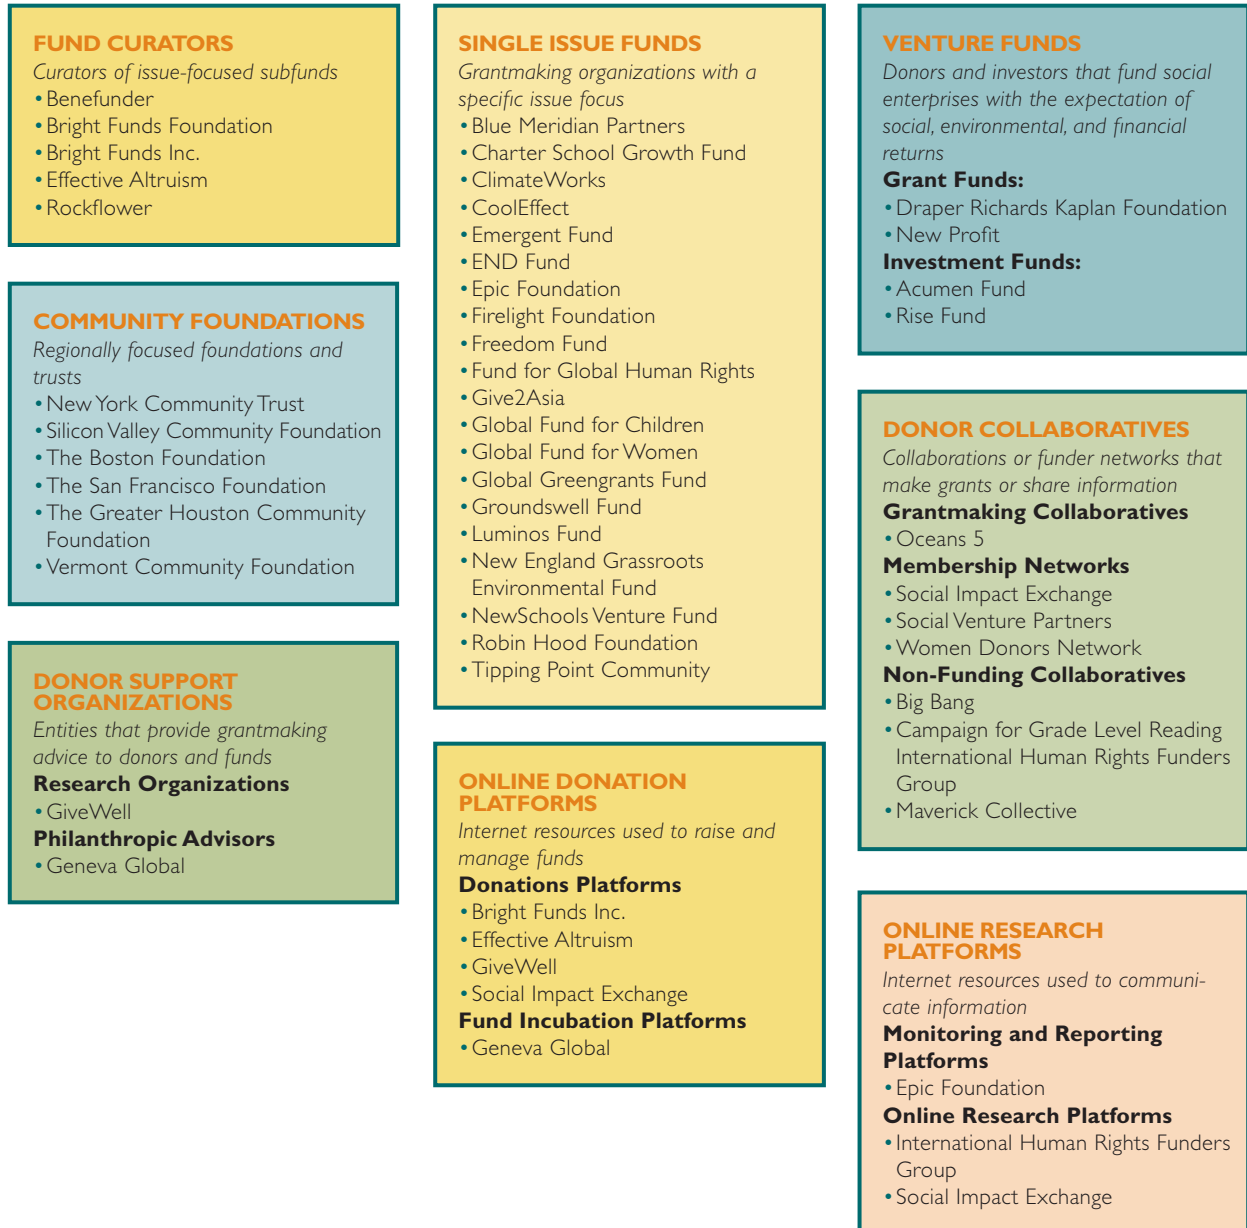 FUND CURATORS
Curators of issue-focused subfunds
• Benefunder
• Bright Funds Foundation
• Bright Funds Inc.
• Effective Altruism
• Rockflower
COMMUNITY FOUNDATIONS
Regionally focused foundations and
trusts
• New York Community Trust
• Silicon Valley Community Foundation
• The Boston Foundation
• The San Francisco Foundation
• The Greater Houston Community
Foundation
• Vermont Community Foundation
DONOR SUPPORT
ORGANIZATIONS
Entities that provide grantmaking
advice to donors and funds
Research Organizations
• GiveWell
Philanthropic Advisors
• Geneva Global
SINGLE ISSUE FUNDS
Grantmaking organizations with a
specific issue focus
• Blue Meridian Partners
• Charter School Growth Fund
• ClimateWorks
• CoolEffect
• Emergent Fund
• END Fund
• Epic Foundation
• Firelight Foundation
• Freedom Fund
• Fund for Global Human Rights
• Give2Asia
• Global Fund for Children
• Global Fund for Women
• Global Greengrants Fund
• Groundswell Fund
• Luminos Fund
• New England Grassroots
Environmental Fund
• NewSchools Venture Fund
• Robin Hood Foundation
• Tipping Point Community
ONLINE DONATION
PLATFORMS
Internet resources used to raise and
manage funds
Donations Platforms
• Bright Funds Inc.
• Effective Altruism
• GiveWell
• Social Impact Exchange
Fund Incubation Platforms
• Geneva Global
VENTURE FUNDS
Donors and investors that fund social
enterprises with the expectation of
social, environmental, and financial
returns
Grant Funds:
• Draper Richards Kaplan Foundation
• New Profit
Investment Funds:
• Acumen Fund
• Rise Fund
DONOR COLLABORATIVES
Collaborations or funder networks that
make grants or share information
Grantmaking Collaboratives
• Oceans 5
Membership Networks
• Social Impact Exchange
• Social Venture Partners
• Women Donors Network
Non-Funding Collaboratives
• Big Bang
• Campaign for Grade Level Reading
International Human Rights Funders
Group
• Maverick Collective
ONLINE RESEARCH
PLATFORMS
Internet resources used to communi-
cate information
Monitoring and Reporting
Platforms
• Epic Foundation
Online Research Platforms
• International Human Rights Funders
Group
• Social Impact Exchange